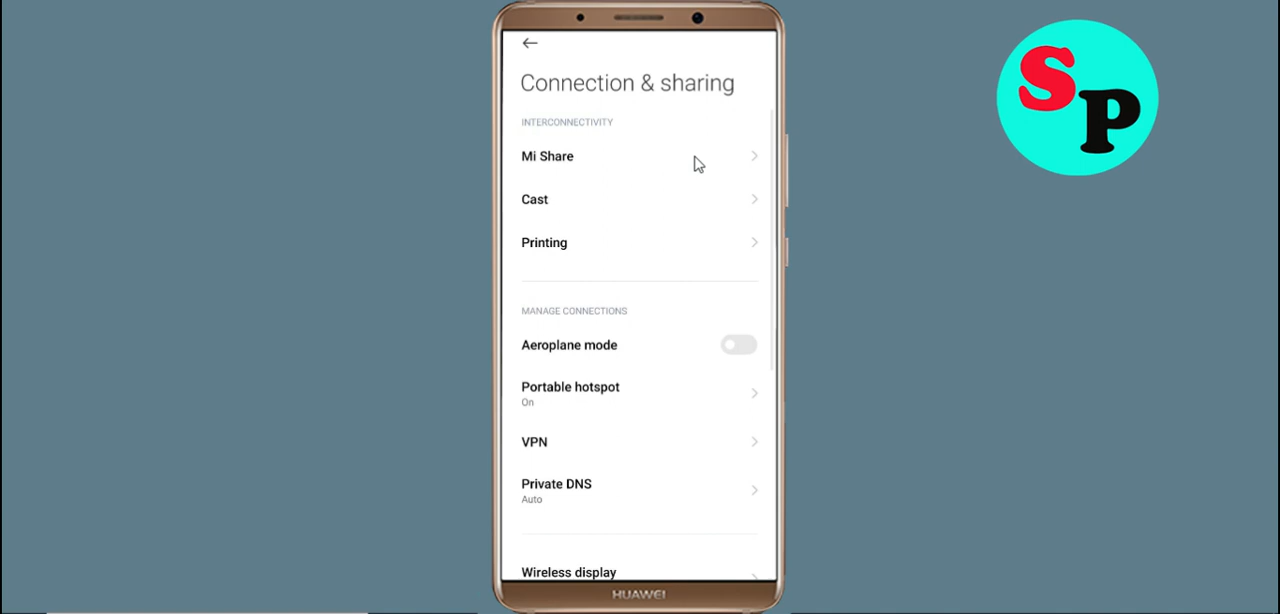 Connection & sharing
INTERCONNECTIVITY
Mi Share
Cast
Printing
MANAGE CONNECTIONS
Aeroplane mode
Portable hotspot
On
VPN
Private DNS
Auto
Wireless display
HUAWEI
SP